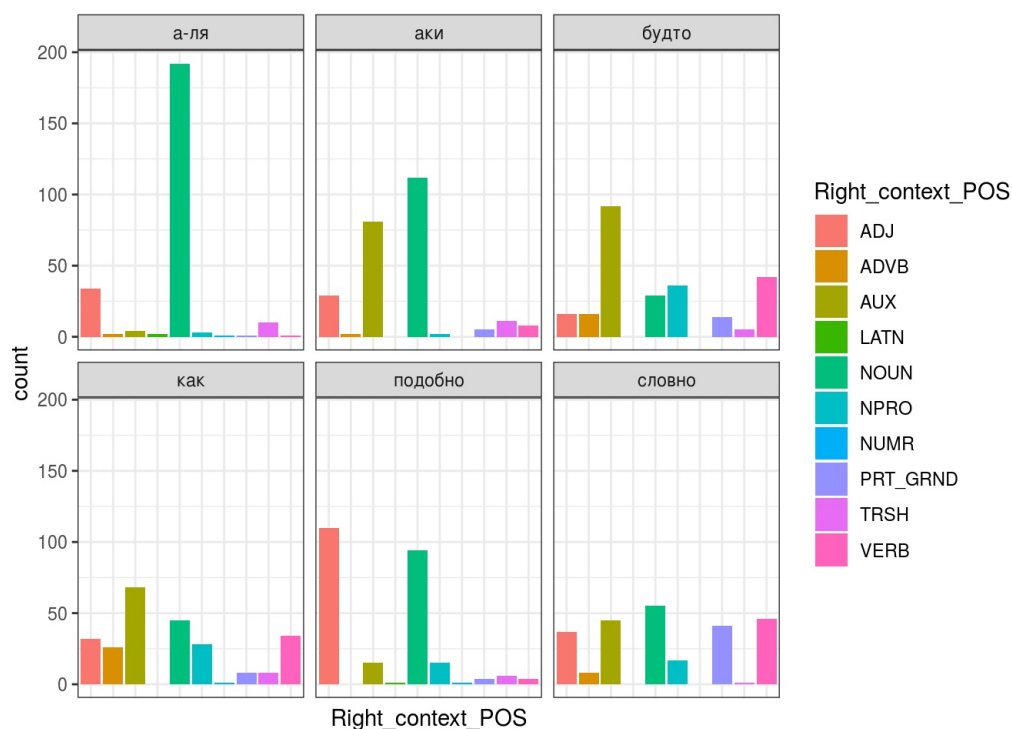 а-ля
аки
будто
200
150
100
50
0
как
подобно
словно
200
150
100
50
0
count
Right_context_POS
Right_context_POS
ADJ
ADVB
AUX
LATN
NOUN
NPRO
NUMR
PRT_GRND
TRSH
VERB